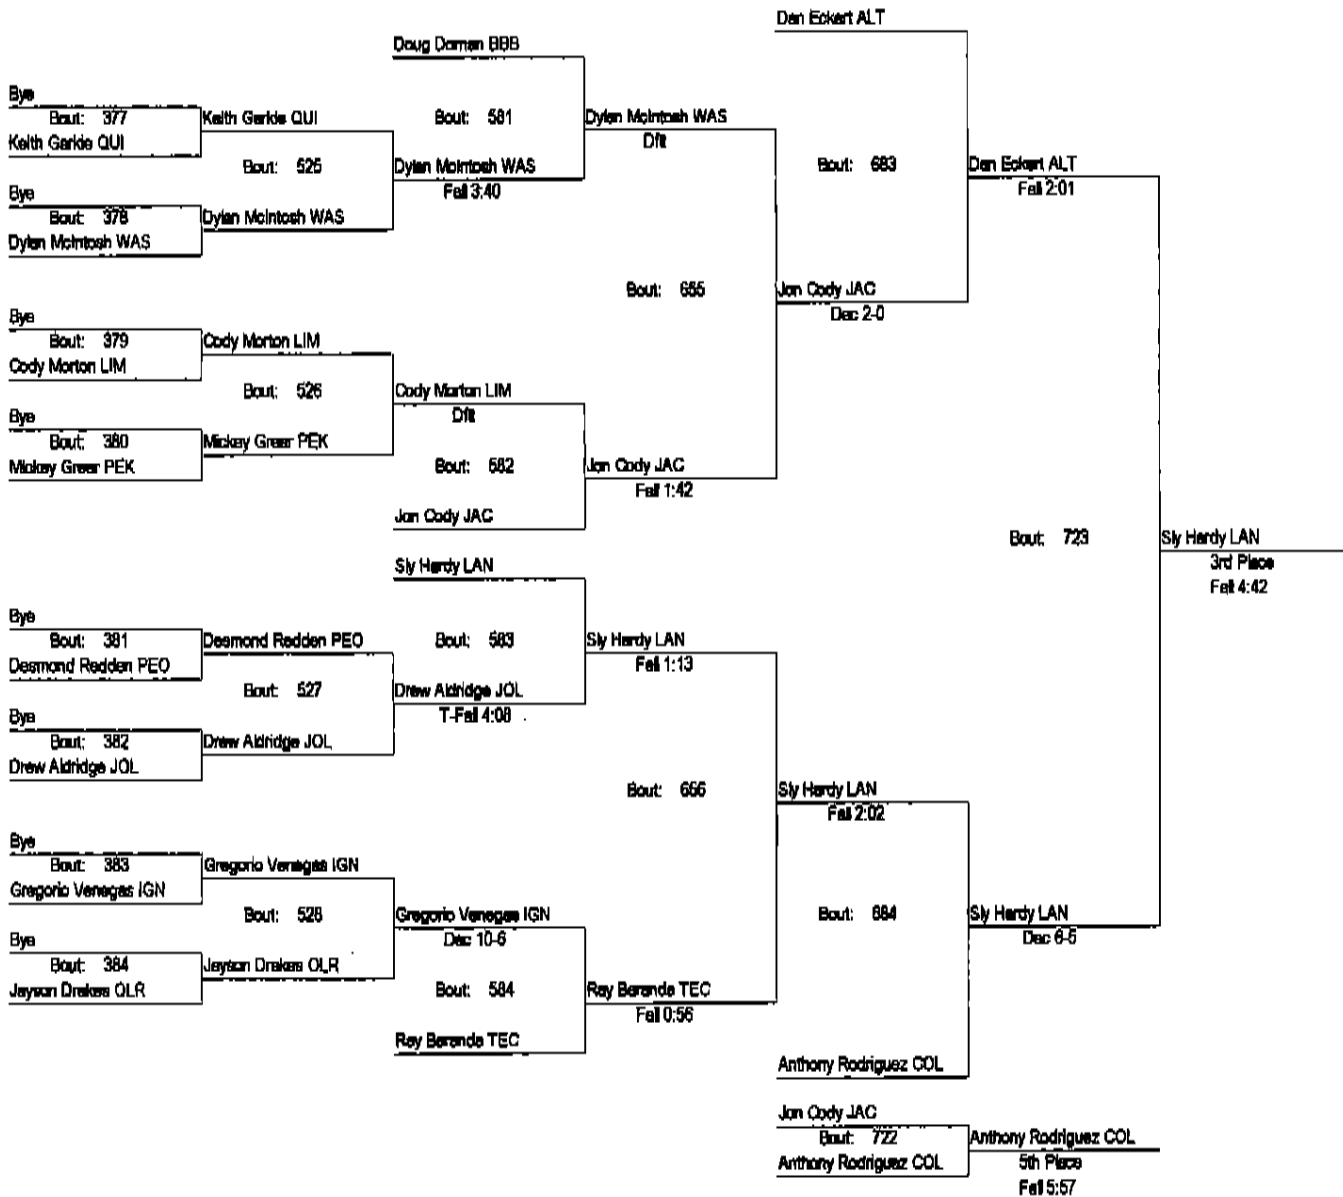 Dan Eckert ALT
Doug Doman BBB
Bye
Bout: 377
Keith Garkie QUI
Keith Garkie QUI
Bout: 525
Bye
Bout: 378
Dylan McIntosh WAS
Dylan McIntosh WAS
Bout: 581
Dylan McIntosh WAS
Fall 3:40
Dylan McIntosh WAS
Dflt
Bout: 683
Dan Eckert ALT
Fall 2:01
Bout: 655
Jon Cody JAC
Dec 2-0
Bye
Bout: 379
Cody Morton LIM
Cody Morton LIM
Bout: 526
Cody Morton LIM
Dflt
Bye
Bout: 380
Mickey Greer PEK
Mickey Greer PEK
Bout: 582
Jon Cody JAC
Fall 1:42
Jon Cody JAC
Bout: 723
Sly Hardy LAN
3rd Place
Fall 4:42
Sly Hardy LAN
Bye
Bout: 381
Desmond Redden PEO
Desmond Redden PEO
Bout: 527
Bout: 583
Sly Hardy LAN
Fall 1:13
Drew Aldridge JOL
T-Fall 4:08
Bye
Bout: 382
Drew Aldridge JOL
Drew Aldridge JOL
Bout: 656
Sly Hardy LAN
Fall 2:02
Bye
Bout: 383
Gregorio Venegas IGN
Gregorio Venegas IGN
Bout: 528
Gregorio Venegas IGN
Dec 10-6
Bye
Bout: 384
Jayson Drakes OLR
Jayson Drakes OLR
Bout: 584
Ray Baranda TEC
Fall 0:56
Ray Baranda TEC
Bout: 684
Sly Hardy LAN
Dec 6-5
Anthony Rodriguez COL
Jon Cody JAC
Bout: 722
Anthony Rodriguez COL
Anthony Rodriguez COL
5th Place
Fall 5:57